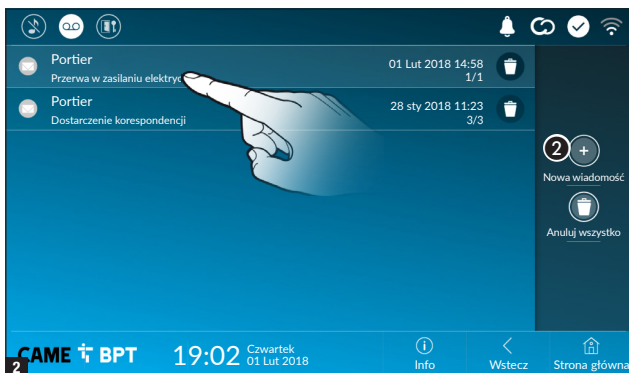 Portier
01 Lut 2018 14:58
Przerwa w zasilaniu elektryc
1/1
Portier
28 sty 2018 11:23
Dostarczenie korespondencji
3/3
2
+
Nowa wiadomość
Anuluj wszystko
CAME BPT
19:02
Czwartek
01 Lut 2018
i
Info
Wstecz
Strona główna
2